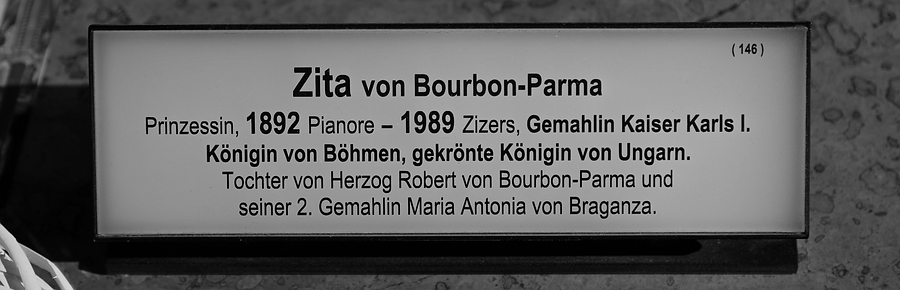 ( 146 )
Zita von Bourbon-Parma
Prinzessin, 1892 Pianore – 1989 Zizers, Gemahlin Kaiser Karls I.
Königin von Böhmen, gekrönte Königin von Ungarn.
Tochter von Herzog Robert von Bourbon-Parma und
seiner 2. Gemahlin Maria Antonia von Braganza.